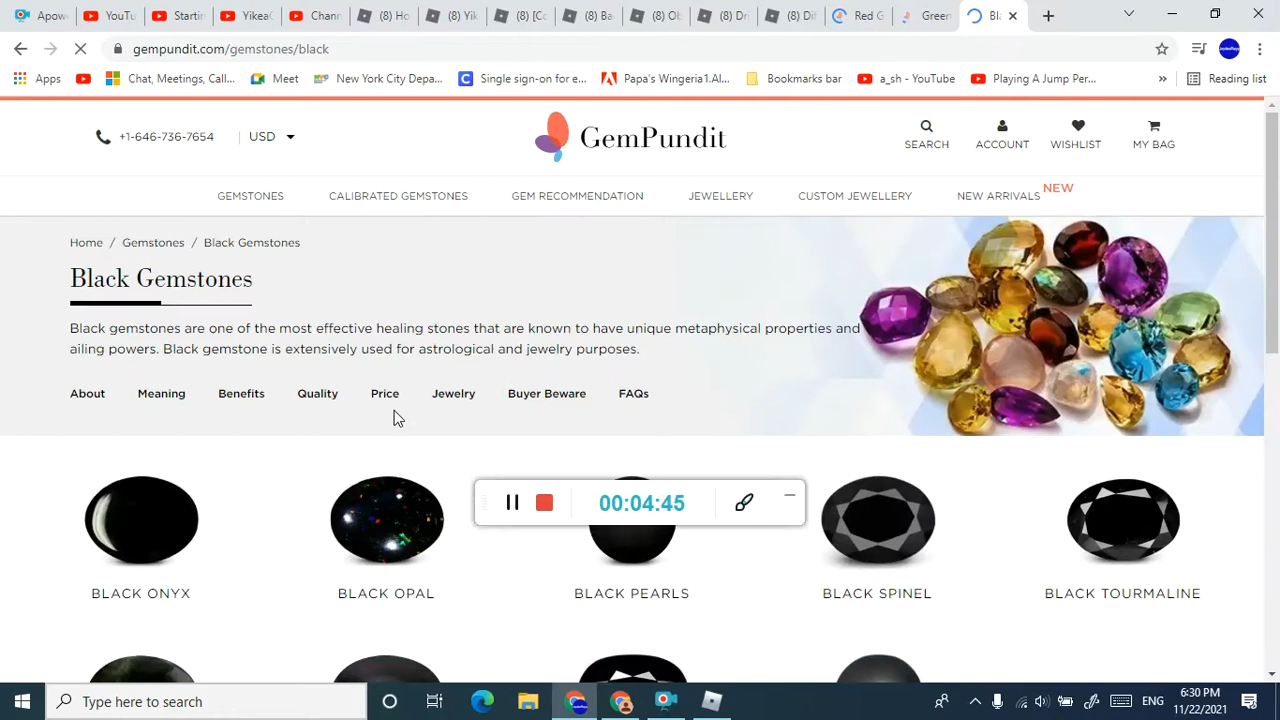 Apow
YouTu
Startin
Yikea
Chann
(8) Ho
(8) Yik
(8) [Co
(8) Ba
(8) Ob
(8) Dr
(8) Dif
Red G
Green
Bl
gempundit.com/gemstones/black
Apps
Chat, Meetings, Call...
Meet
New York City Depa...
Single sign-on for e...
Papa's Wingeria1.Al...
Bookmarks bar
a_sh - YouTube
Playing A Jump Per...
»
Reading list
+1-646-736-7654
USD
GemPundit
SEARCH
ACCOUNT
WISHLIST
MY BAG
GEMSTONES
CALIBRATED GEMSTONES
GEM RECOMMENDATION
JEWELLERY
CUSTOM JEWELLERY
NEW ARRIVALS NEW
Home / Gemstones / Black Gemstones
Black Gemstones
Black gemstones are one of the most effective healing stones that are known to have unique metaphysical properties and
ailing powers. Black gemstone is extensively used for astrological and jewelry purposes.
About
Meaning
Benefits
Quality
Price
Jewelry
Buyer Beware
FAQs
00:04:45
BLACK ONYX
BLACK OPAL
BLACK PEARLS
BLACK SPINEL
BLACK TOURMALINE
Type here to search
ENG
6:30 PM
11/22/2021